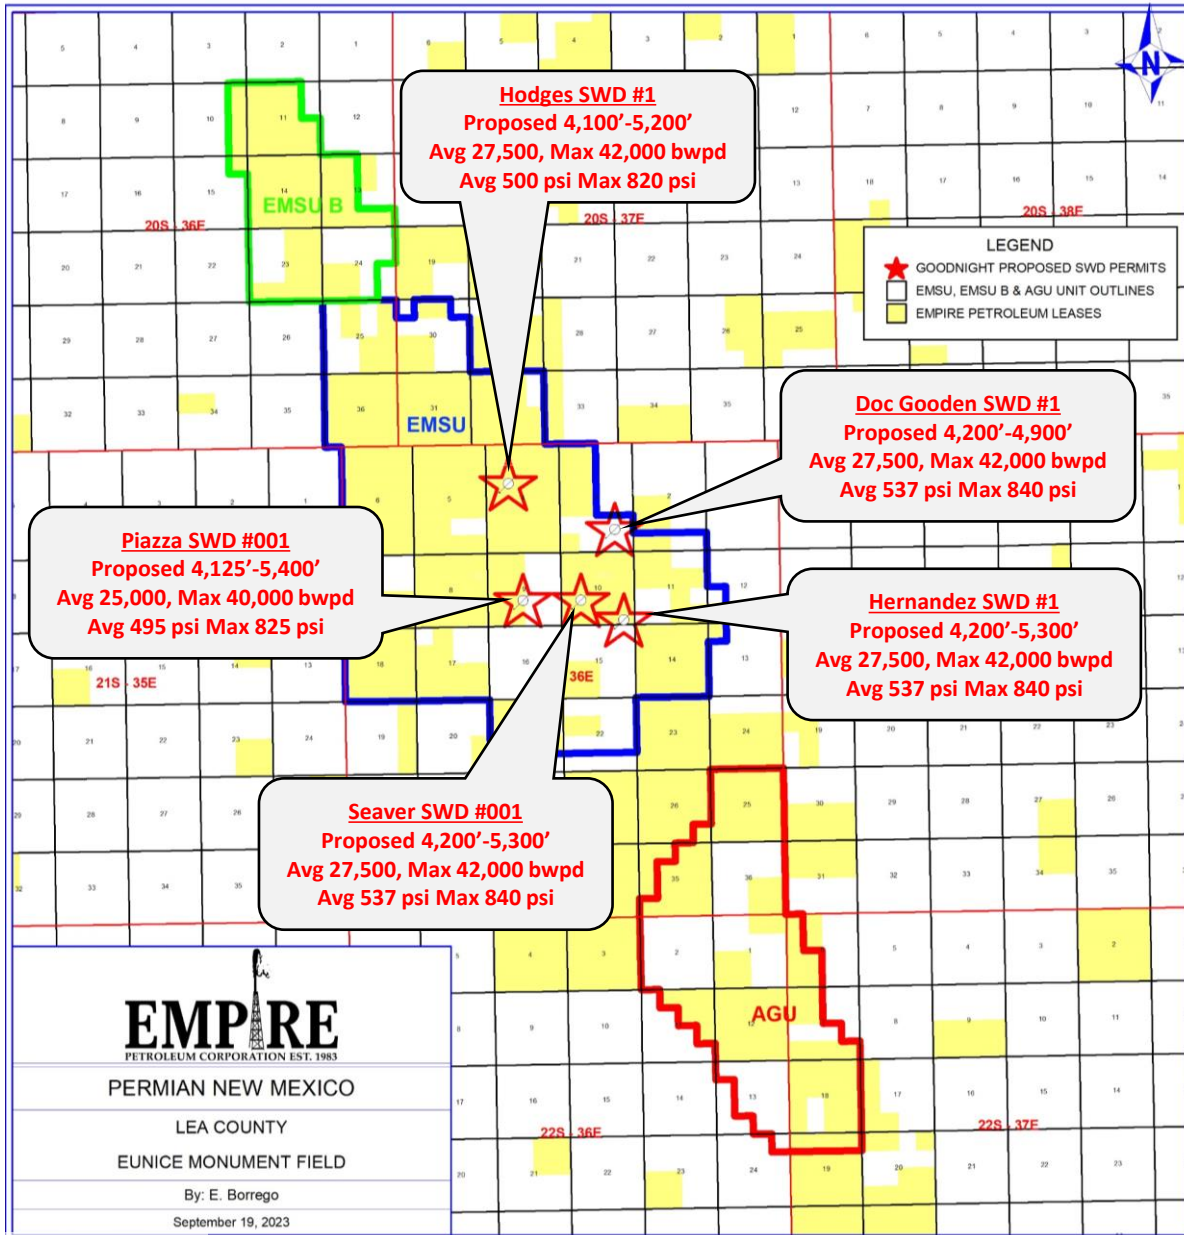 Hodges SWD #1
Proposed 4,100’-5,200’
Avg 27,500, Max 42,000 bwpd
Avg 500 psi Max 820 psi
N
EMSU B
20S - 36E
20S - 37E
20S - 38E
LEGEND
GOODNIGHT PROPOSED SWD PERMITS
EMSU, EMSU B & AGU UNIT OUTLINES
EMPIRE PETROLEUM LEASES
EMSU
Doc Gooden SWD #1
Proposed 4,200’-4,900’
Avg 27,500, Max 42,000 bwpd
Avg 537 psi Max 840 psi
Piazza SWD #001
Proposed 4,125’-5,400’
Avg 25,000, Max 40,000 bwpd
Avg 495 psi Max 825 psi
Hernandez SWD #1
Proposed 4,200’-5,300’
Avg 27,500, Max 42,000 bwpd
Avg 537 psi Max 840 psi
21S - 35E
36E
Seaver SWD #001
Proposed 4,200’-5,300’
Avg 27,500, Max 42,000 bwpd
Avg 537 psi Max 840 psi
AGU
22S - 36E
22S - 37E
EMPIRE
PETROLEUM CORPORATION EST. 1983
PERMIAN NEW MEXICO
LEA COUNTY
EUNICE MONUMENT FIELD
By: E. Borrego
September 19, 2023